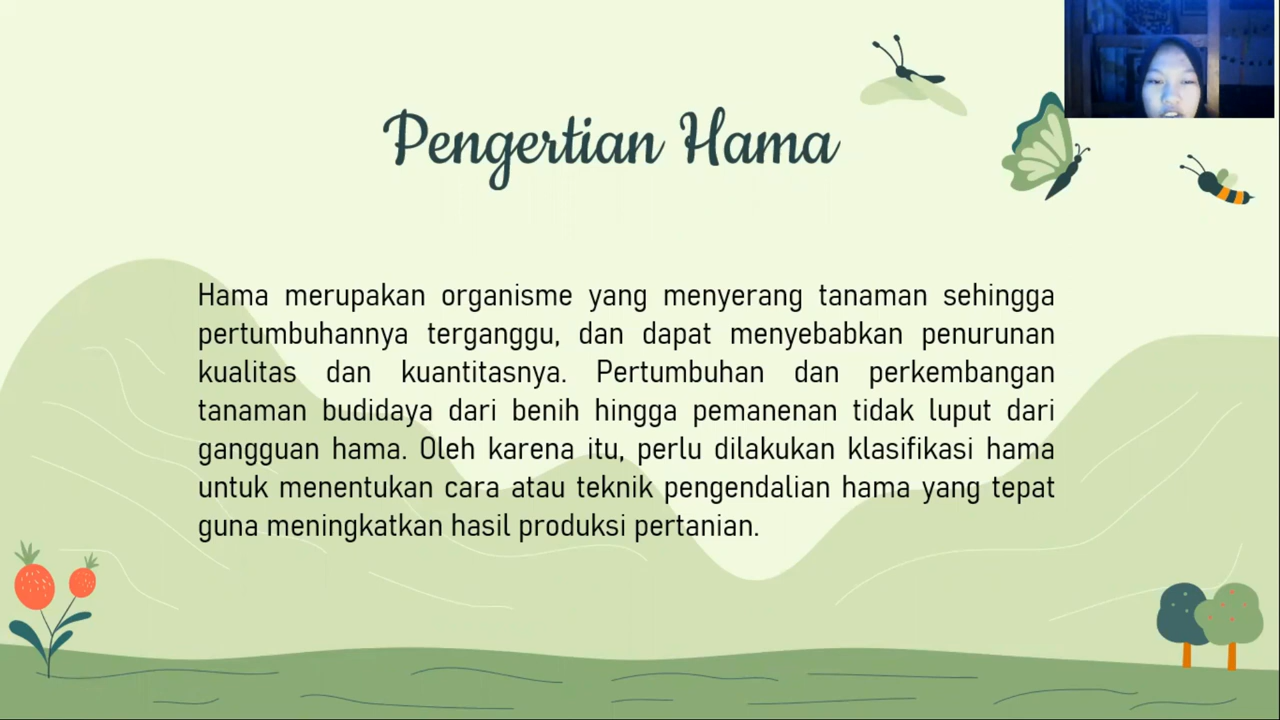 Pengertian Hama
Hama merupakan organisme yang menyerang tanaman sehingga
pertumbuhannya terganggu, dan dapat menyebabkan penurunan
kualitas dan kuantitasnya. Pertumbuhan dan perkembangan
tanaman budidaya dari benih hingga pemanenan tidak luput dari
gangguan hama. Oleh karena itu, perlu dilakukan klasifikasi hama
untuk menentukan cara atau teknik pengendalian hama yang tepat
guna meningkatkan hasil produksi pertanian.